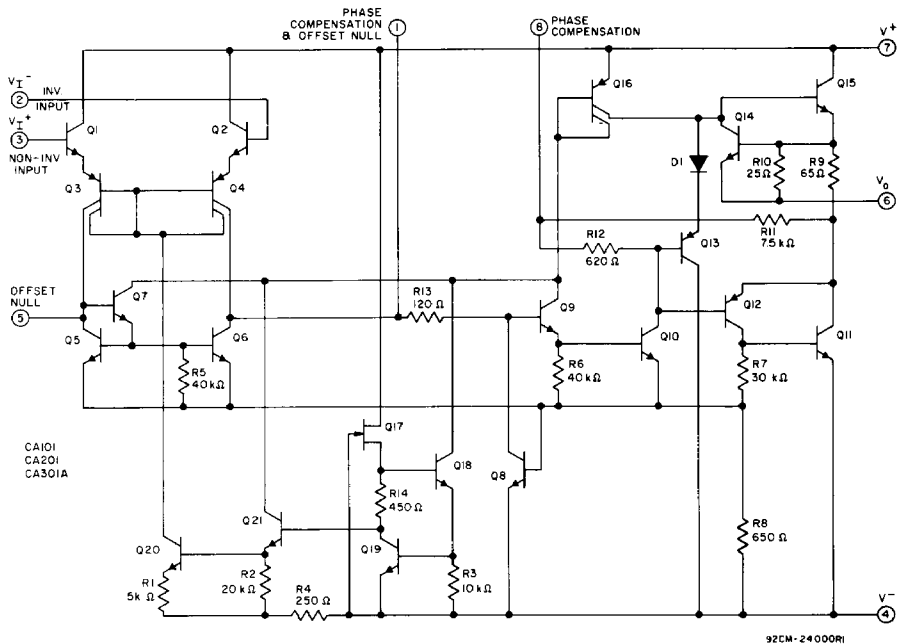 PHASE
COMPENSATION
& OFFSET NULL
1
8
PHASE
COMPENSATION
V+
7
VI-
2
INV.
INPUT
VI+
3
NON-INV
INPUT
Q1
Q2
Q3
Q4
Q16
Q15
Q14
D1
R10
25Ω
R9
65Ω
V0
6
R11
7.5 kΩ
R12
620 Ω
Q13
OFFSET
NULL
5
Q7
R13
120 Ω
Q9
Q12
Q5
Q6
Q10
Q11
R5
40 kΩ
R6
40 kΩ
R7
30 kΩ
CA101
CA201
CA301A
Q17
Q18
Q8
R14
450 Ω
R8
650 Ω
Q21
Q20
Q19
R1
5k Ω
R2
20 kΩ
R4
250 Ω
R3
10 kΩ
V-
4
92CM-24000R1